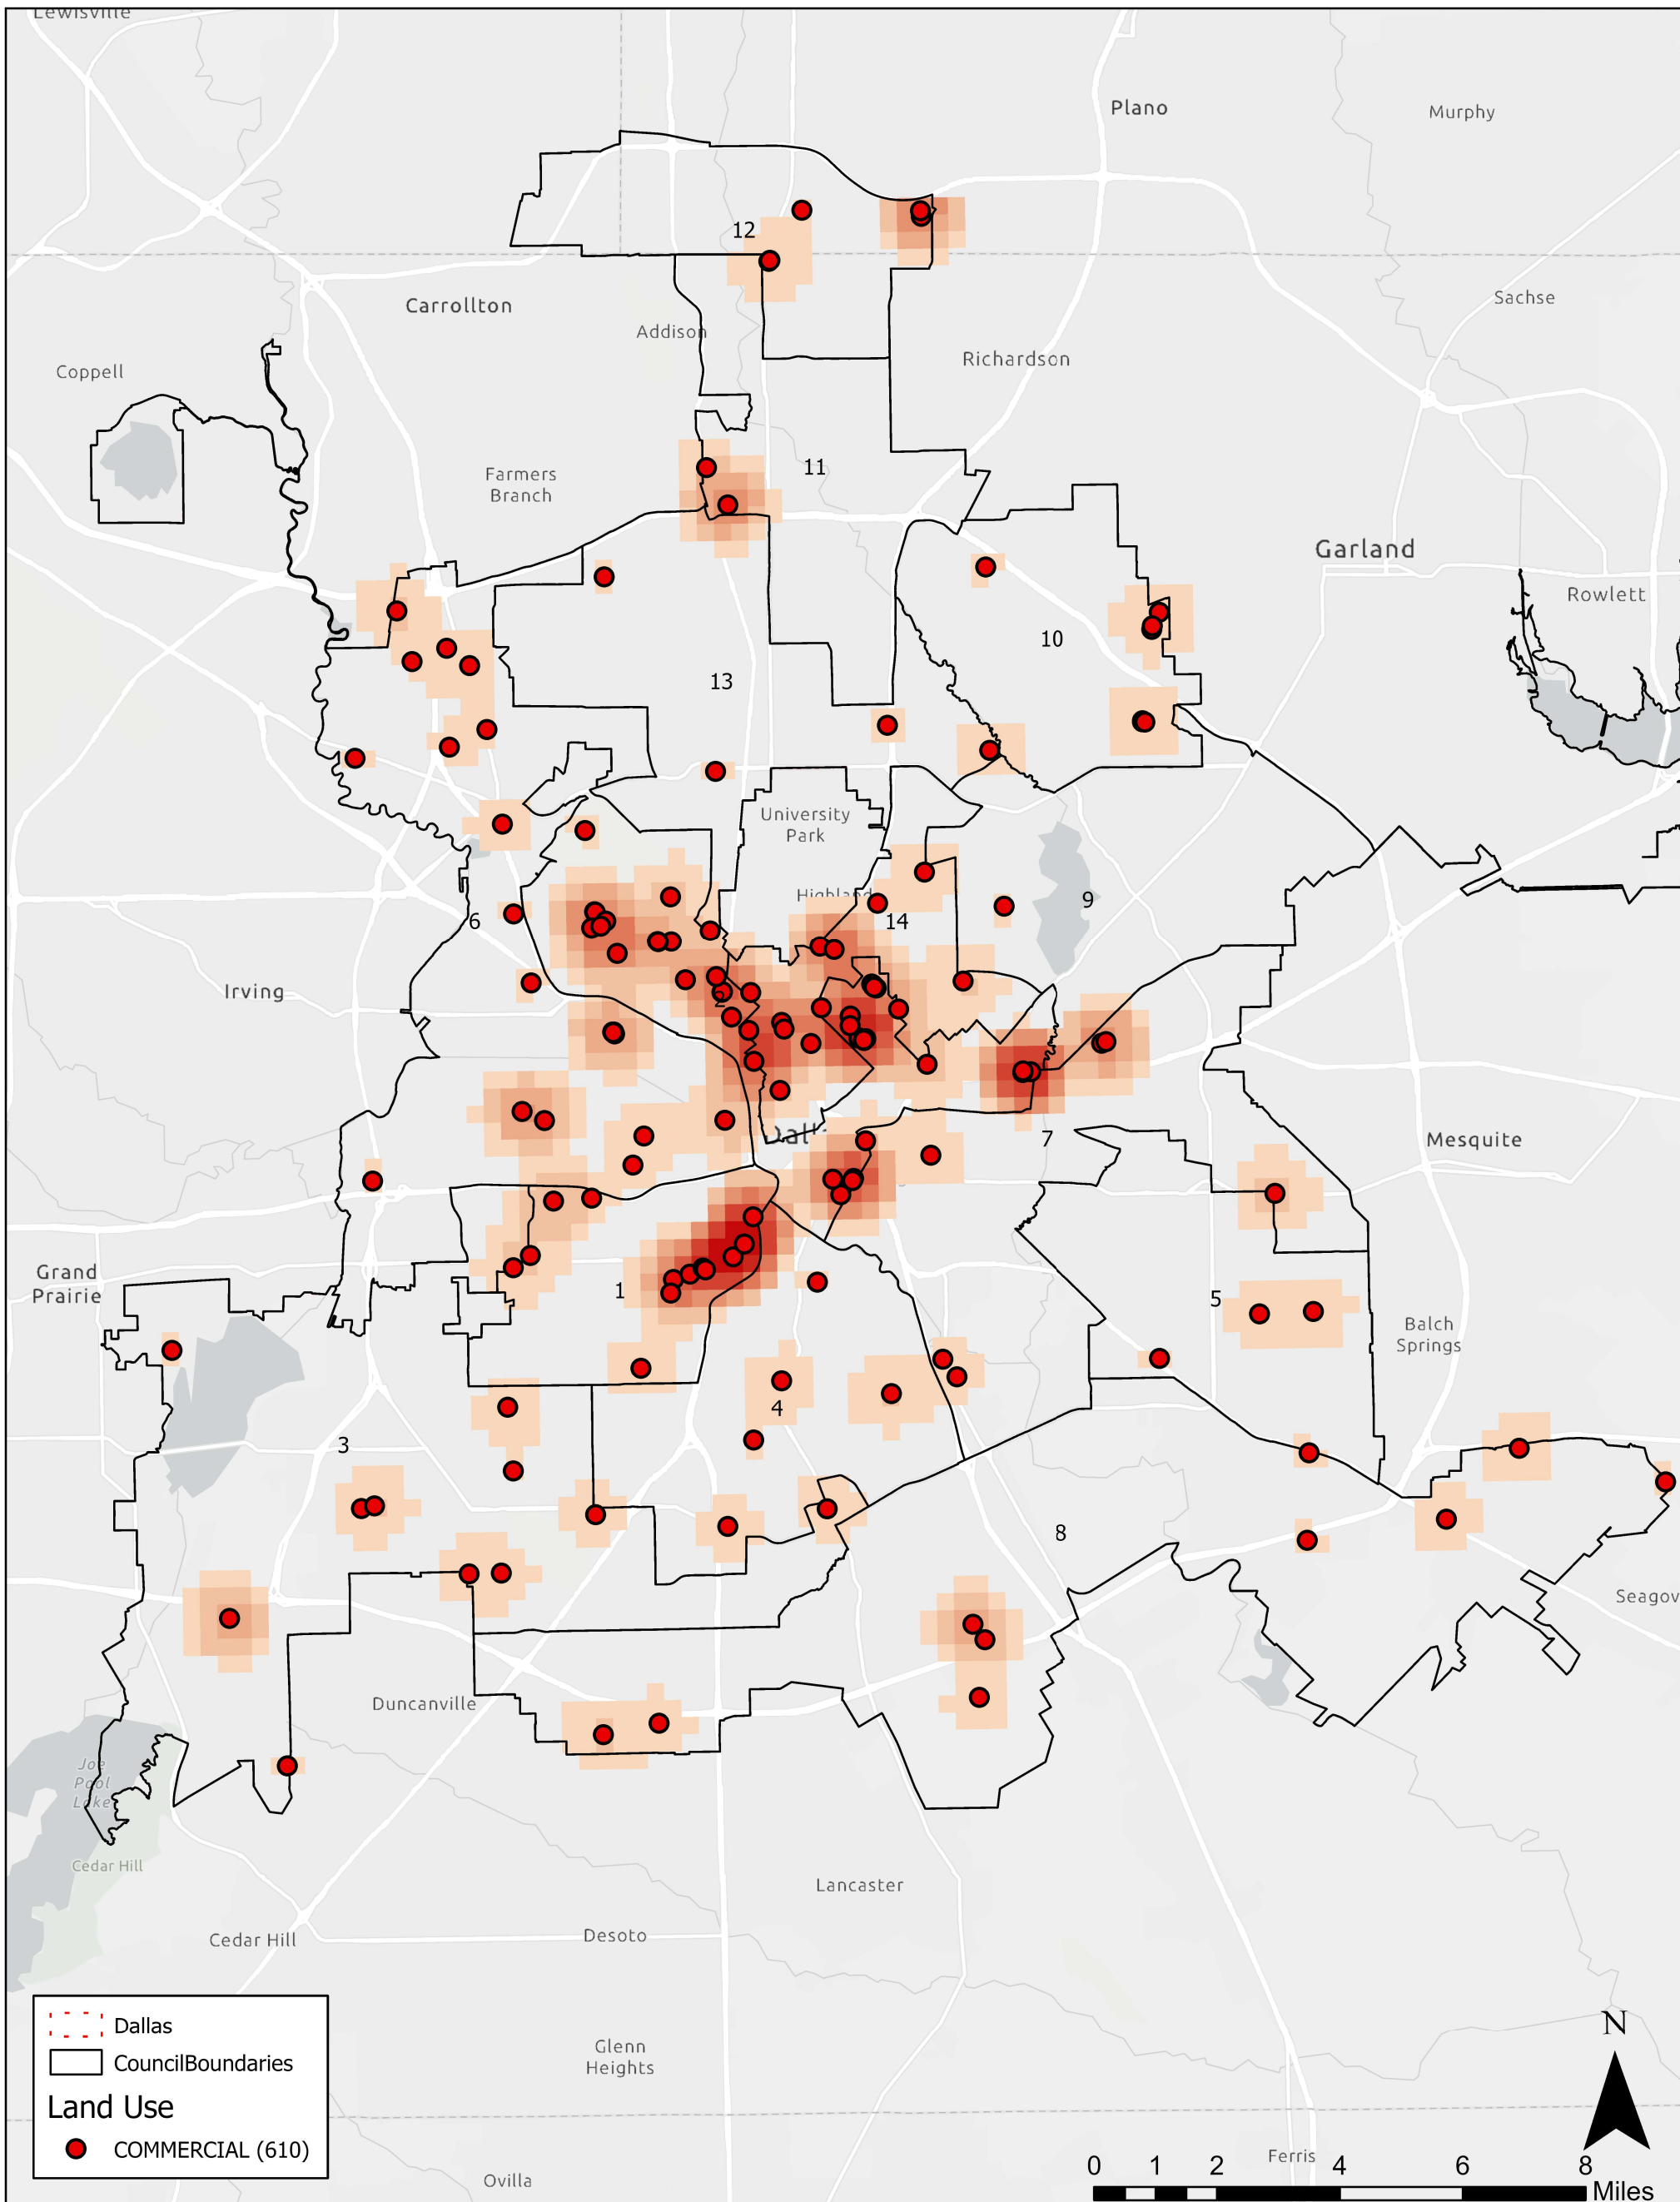 Lewisville
Plano
Murphy
12
Carrollton
Sachse
Addison
Richardson
Coppell
11
Farmers
Branch
Garland
Rowlett
10
13
University
Park
Highland
9
14
6
Irving
2
Dall
7
Mesquite
Grand
Prairie
1
5
Balch
Springs
4
3
8
Seagov
Duncanville
Joe
Pool
Lake
Cedar Hill
Lancaster
Cedar Hill
Desoto
Glenn
Heights
Ovilla
Ferris
Dallas
CouncilBoundaries
Land Use
COMMERCIAL (610)
N
0 1 2 4 6 8
Miles